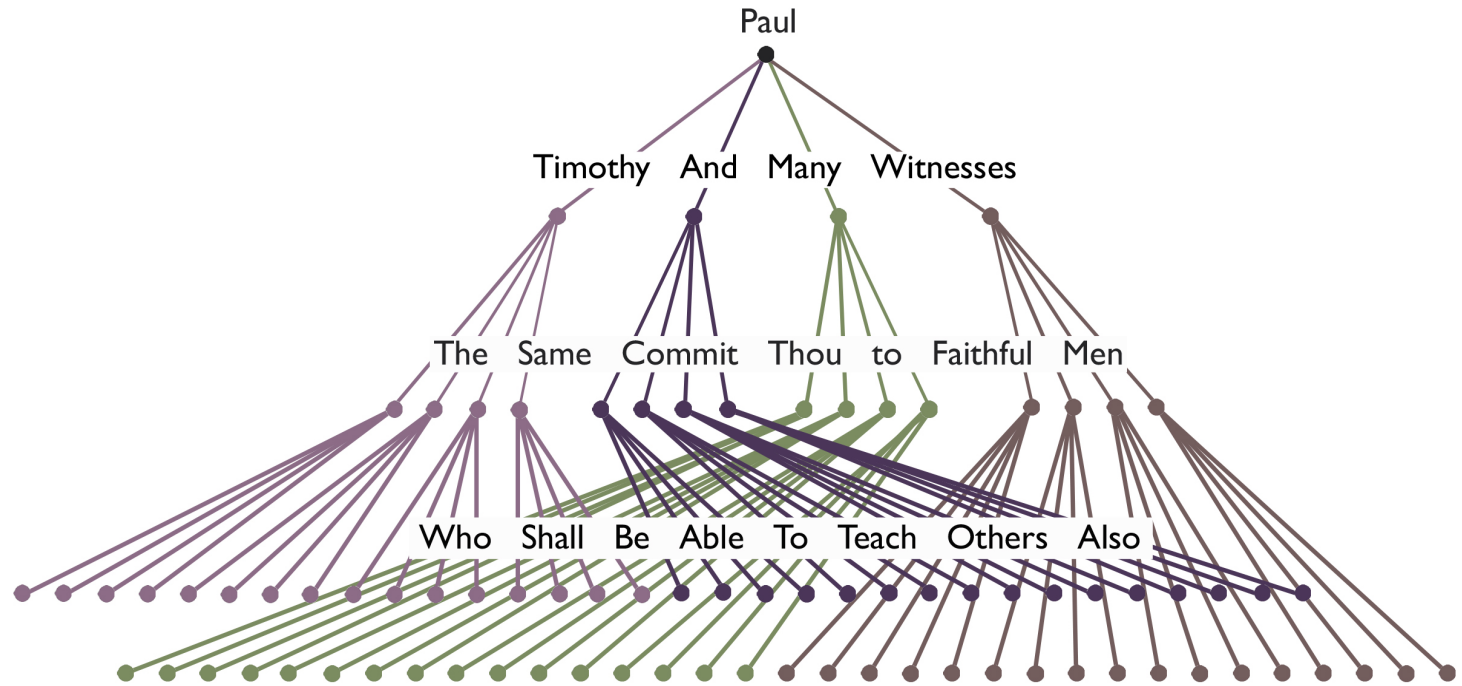 Paul
Timothy And Many Witnesses
The Same Commit Thou to Faithful Men
Who Shall Be Able To Teach Others Also